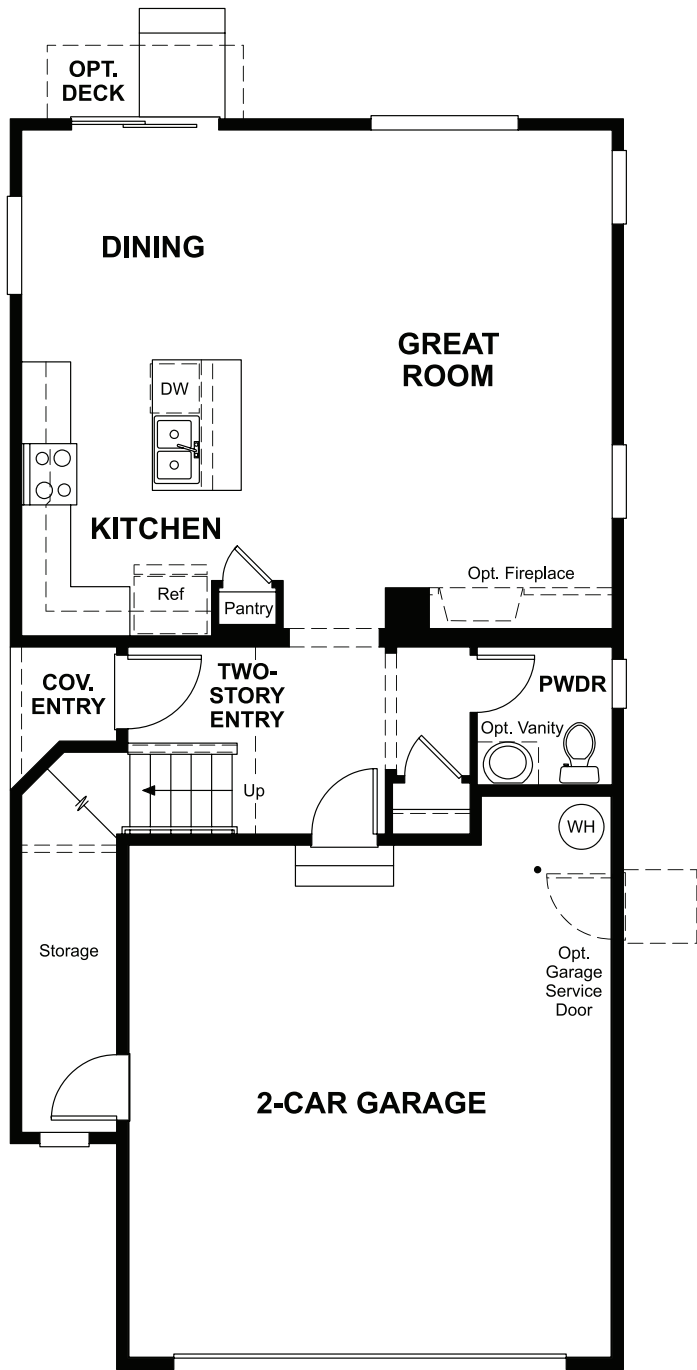 OPT.
DECK
DINING
GREAT
ROOM
DW
KITCHEN
Ref
Pantry
Opt. Fireplace
COV.
ENTRY
TWO-
STORY
ENTRY
PWDR
Opt. Vanity
Up
WH
Storage
Opt.
Garage
Service
Door
2-CAR GARAGE